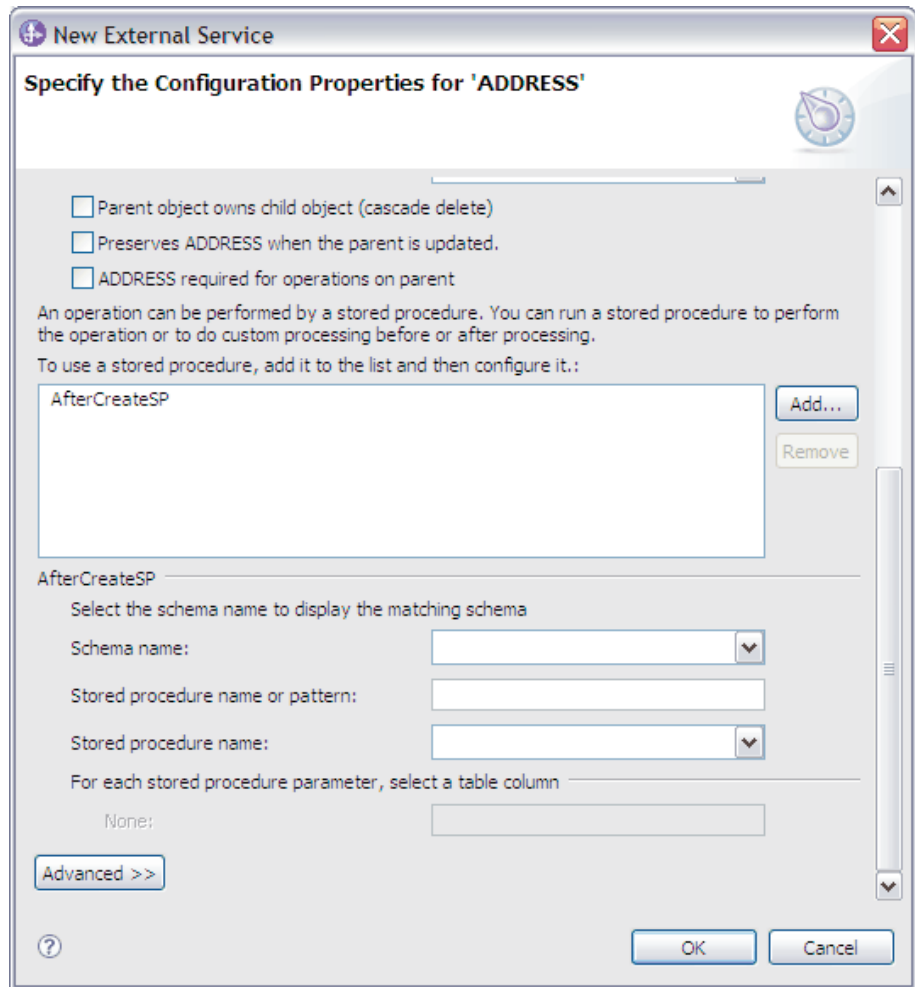 New External Service
Specify the Configuration Properties for 'ADDRESS'
Parent object owns child object (cascade delete)
Preserves ADDRESS when the parent is updated.
ADDRESS required for operations on parent
An operation can be performed by a stored procedure. You can run a stored procedure to perform
the operation or to do custom processing before or after processing.
To use a stored procedure, add it to the list and then configure it.:
AfterCreateSP
Add...
Remove
AfterCreateSP
Select the schema name to display the matching schema
Schema name:
Stored procedure name or pattern:
Stored procedure name:
For each stored procedure parameter, select a table column
None:
Advanced >>
?
OK
Cancel